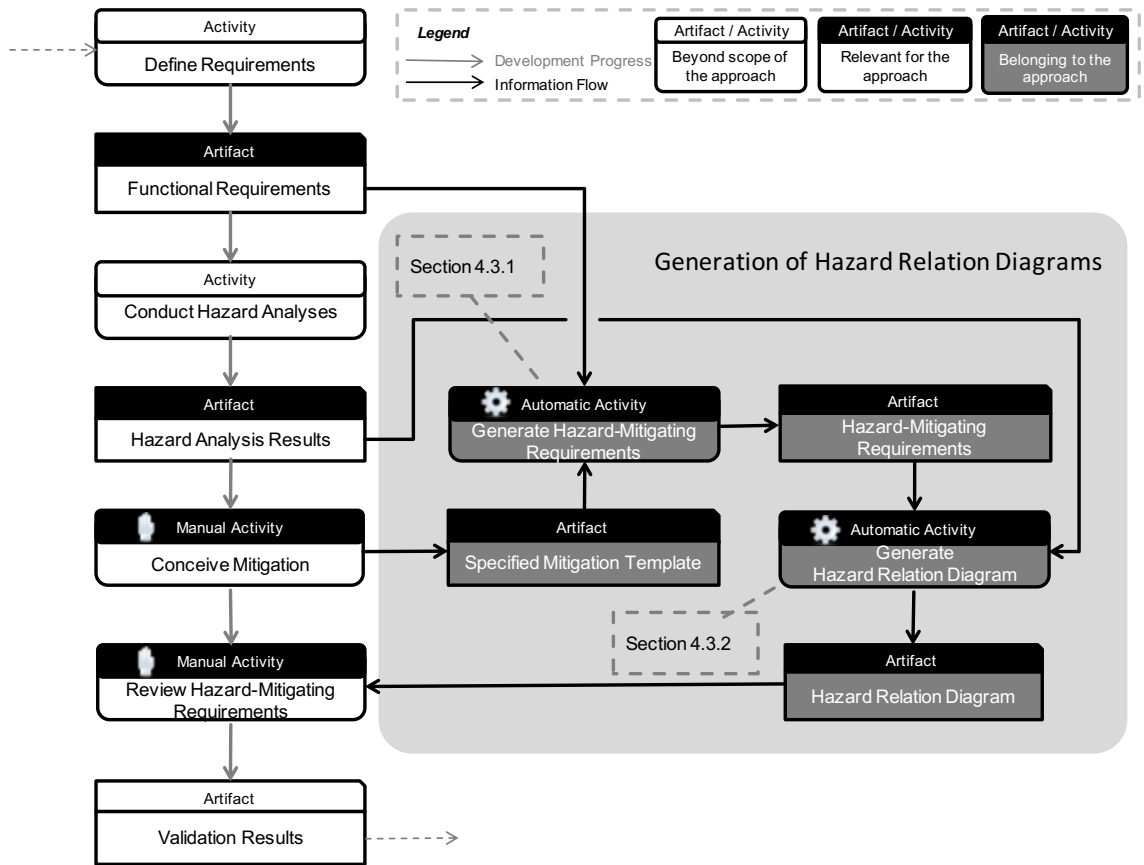 Activity
Define Requirements
Legend
Development Progress
Information Flow
Artifact / Activity
Beyond scope of
the approach
Artifact / Activity
Relevant for the
approach
Artifact / Activity
Belonging to the
approach
Artifact
Functional Requirements
Activity
Conduct Hazard Analyses
Artifact
Hazard Analysis Results
Manual Activity
Conceive Mitigation
Manual Activity
Review Hazard-Mitigating
Requirements
Artifact
Validation Results
Generation of Hazard Relation Diagrams
Section 4.3.1
Automatic Activity
Generate Hazard-Mitigating
Requirements
Artifact
Hazard-Mitigating
Requirements
Artifact
Specified Mitigation Template
Automatic Activity
Generate
Hazard Relation Diagram
Section 4.3.2
Artifact
Hazard Relation Diagram